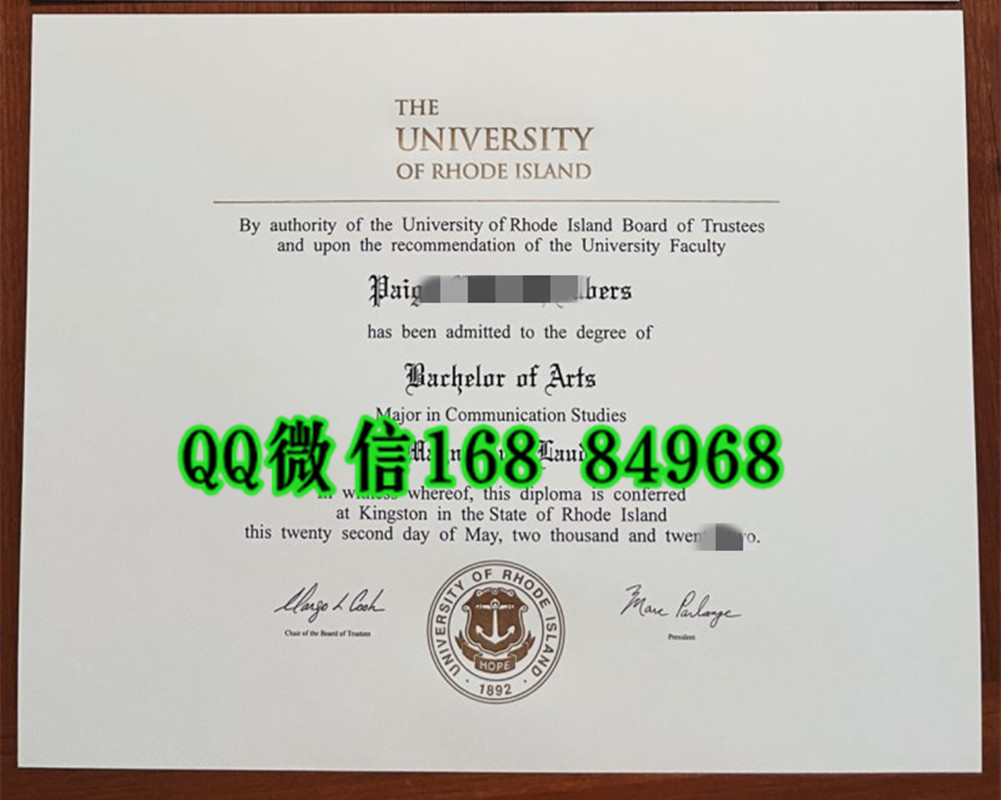 THE
UNIVERSITY
OF RHODE ISLAND
By authority of the University of Rhode Island Board of Trustees
and upon the recommendation of the University Faculty
has been admitted to the degree of
Bachelor of Arts
Major in Communication Studies
QQ微信168 84968
whereof, this diploma is conferred
at Kingston in the State of Rhode Island
this twenty second day of May, two thousand and
Margo L Cook
Chair of the Board of Trustees
UNIVERSITY OF RHODE ISLAND
HOPE
1892
Marc Parlange
President